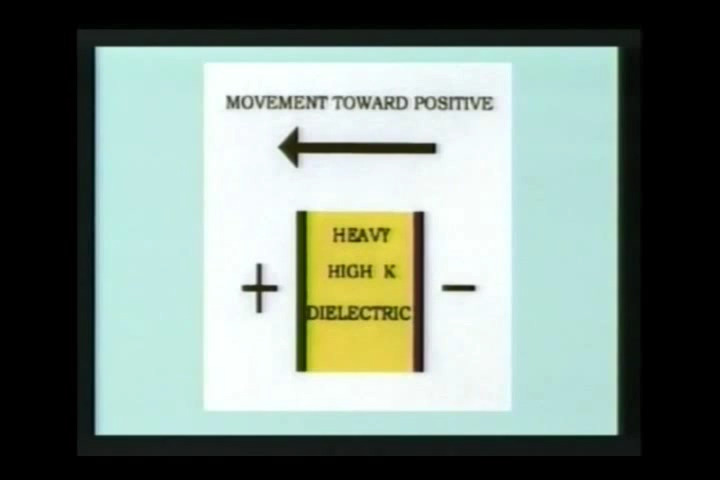 MOVEMENT TOWARD POSITIVE
HEAVY
HIGH K
DIELECTRIC
+
-